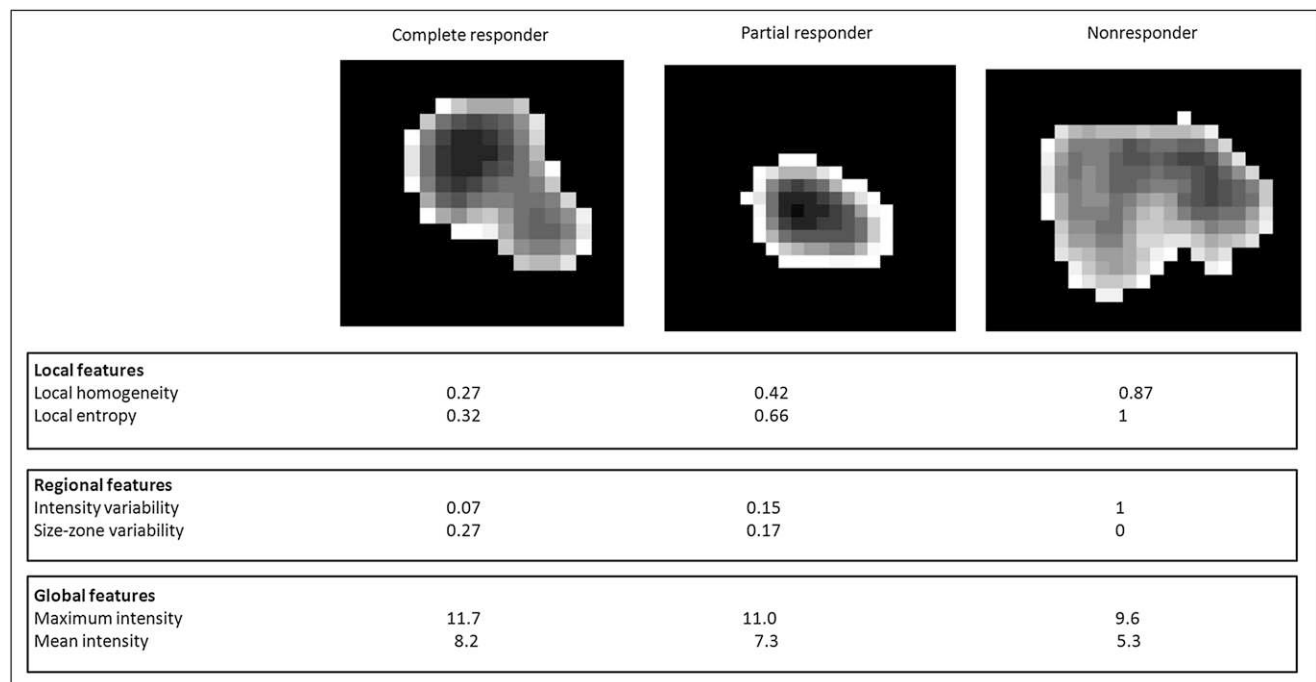 Complete responder Partial responder Nonresponder
Local features
Local homogeneity 0.27 0.42 0.87
Local entropy 0.32 0.66 1
Regional features
Intensity variability 0.07 0.15 1
Size-zone variability 0.27 0.17 0
Global features
Maximum intensity 11.7 11.0 9.6
Mean intensity 8.2 7.3 5.3